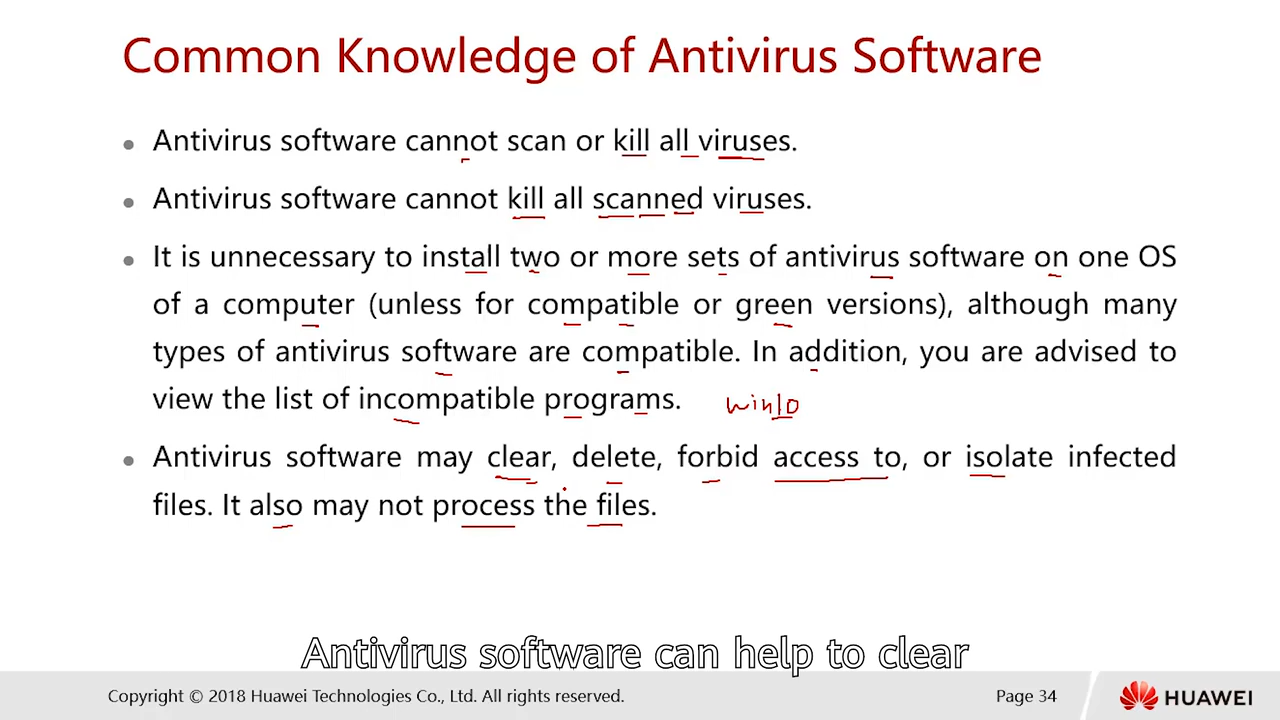 Common Knowledge of Antivirus Software
• Antivirus software cannot scan or kill all viruses.
• Antivirus software cannot kill all scanned viruses.
• It is unnecessary to install two or more sets of antivirus software on one OS
of a computer (unless for compatible or green versions), although many
types of antivirus software are compatible. In addition, you are advised to
view the list of incompatible programs. win10
• Antivirus software may clear, delete, forbid access to, or isolate infected
files. It also may not process the files.
Antivirus software can help to clear
Copyright © 2018 Huawei Technologies Co., Ltd. All rights reserved. Page 34 HUAWEI